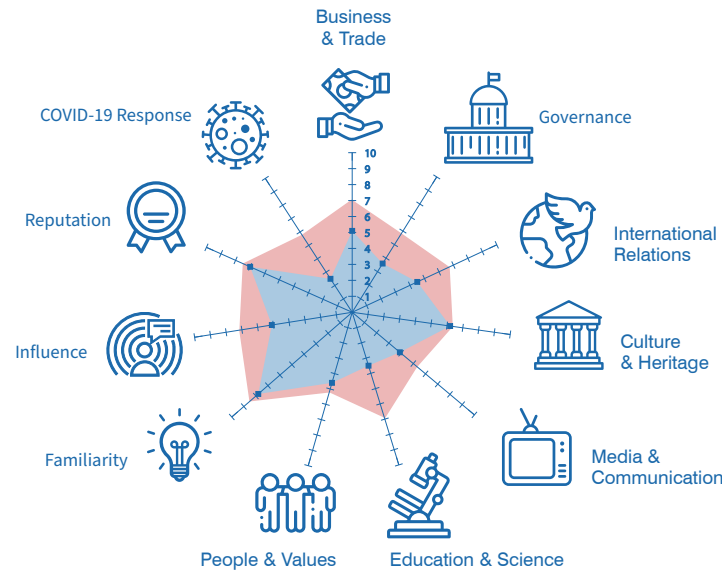 Business
& Trade
COVID-19 Response
Governance
10
9
8
7
6
5
4
3
2
1
Reputation
International
Relations
Influence
Culture
& Heritage
Familiarity
Media &
Communication
People & Values
Education & Science